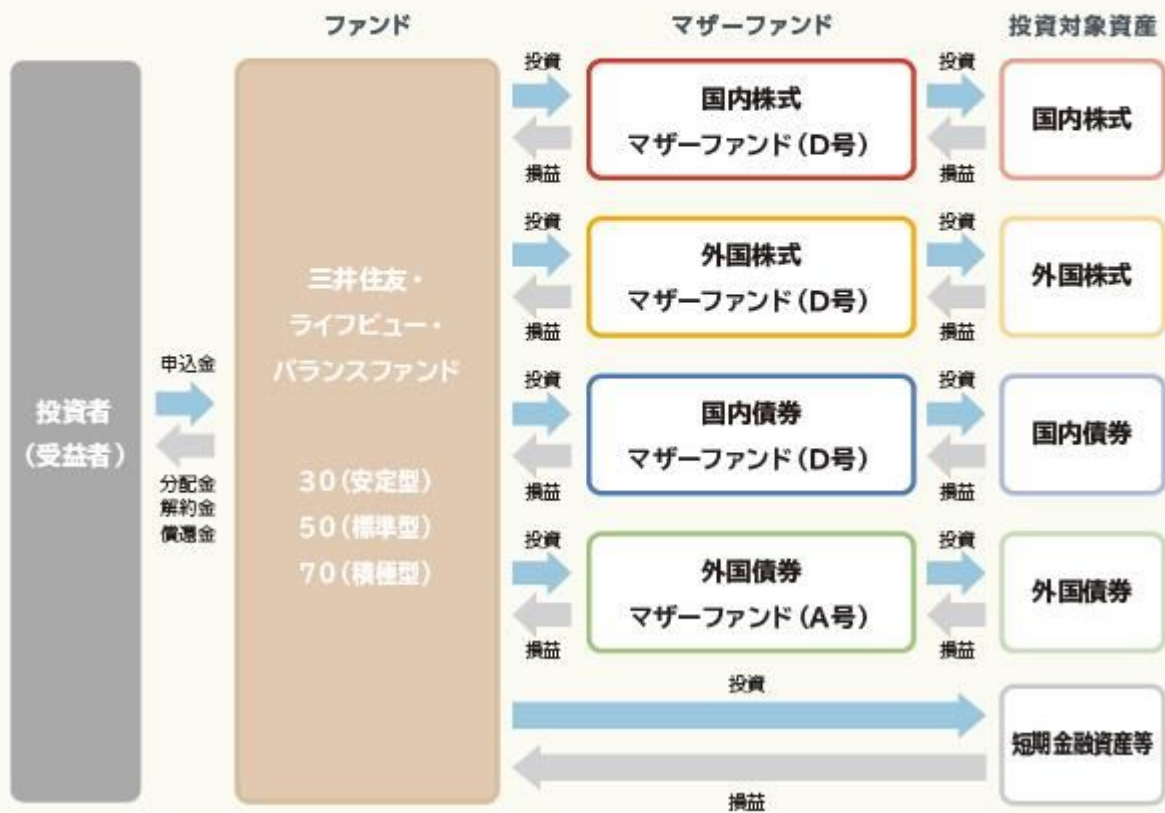 ファンド
マザーファンド
投資対象資産
投資者
（受益者）
申込金
分配金
解約金
償還金
三井住友・
ライフビュー・
バランスファンド
30（安定型）
50（標準型）
70（積極型）
投資
損益
国内株式
マザーファンド（D号）
投資
損益
国内株式
投資
損益
外国株式
マザーファンド（D号）
投資
損益
外国株式
投資
損益
国内債券
マザーファンド（D号）
投資
損益
国内債券
投資
損益
外国債券
マザーファンド（A号）
投資
損益
外国債券
投資
損益
短期金融資産等